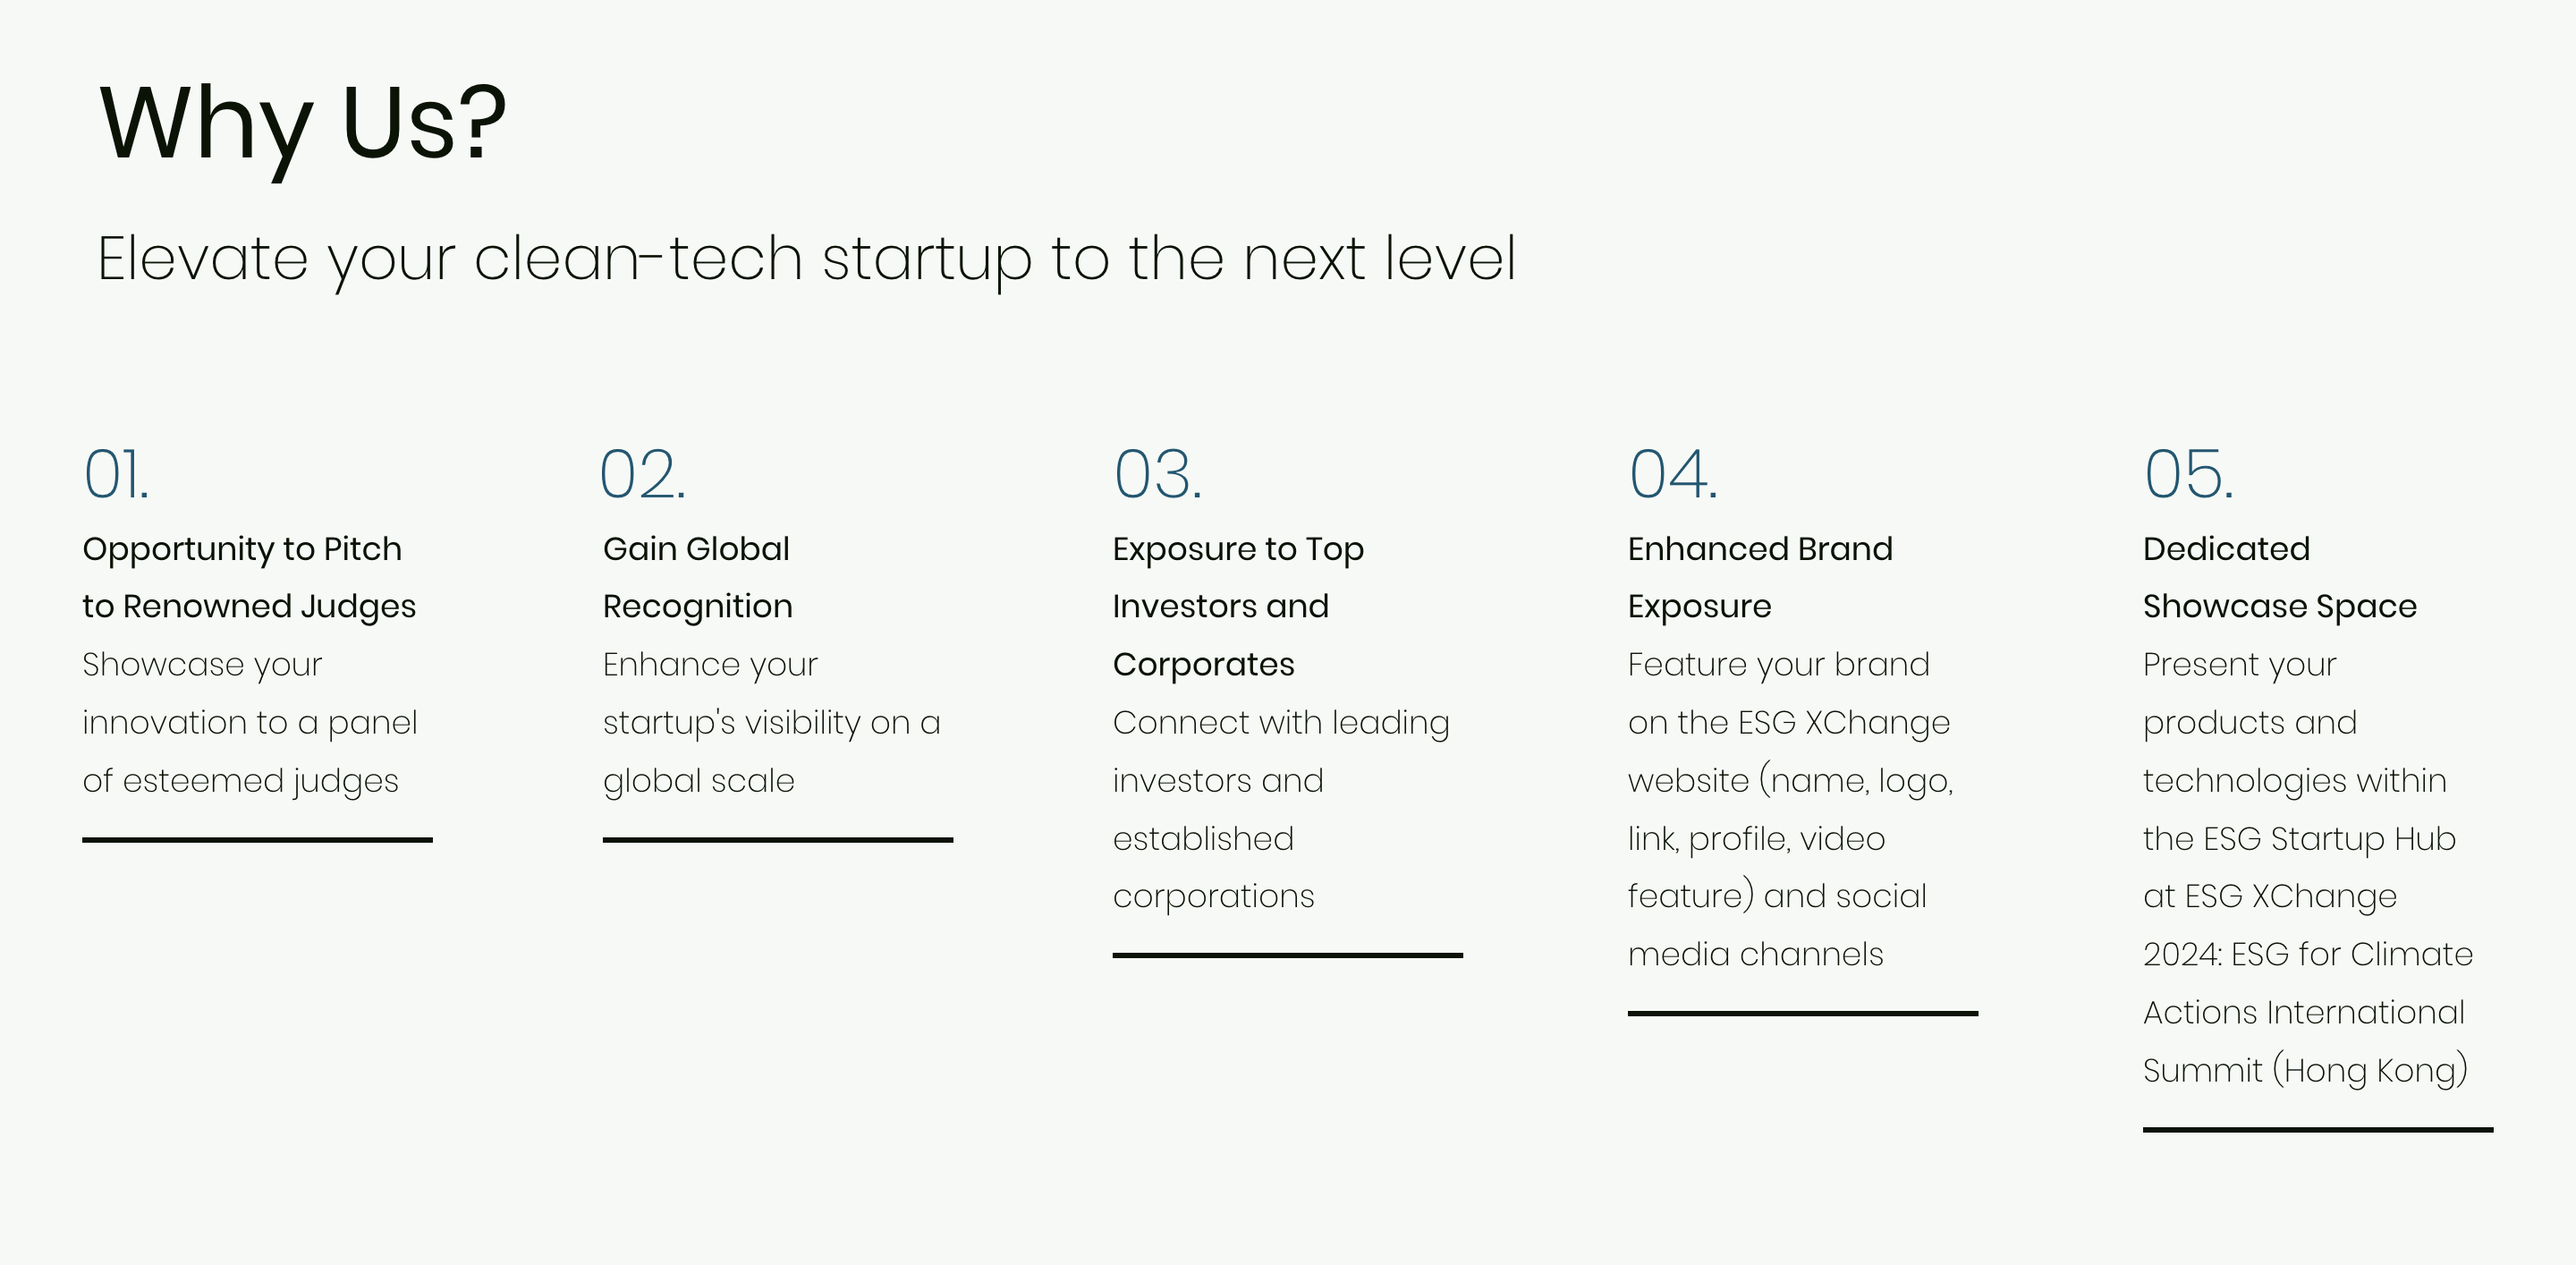 Why Us?
Elevate your clean-tech startup to the next level
01.
Opportunity to Pitch
to Renowned Judges
Showcase your
innovation to a panel
of esteemed judges
02.
Gain Global
Recognition
Enhance your
startup's visibility on a
global scale
03.
Exposure to Top
Investors and
Corporates
Connect with leading
investors and
established
corporations
04.
Enhanced Brand
Exposure
Feature your brand
on the ESG XChange
website (name, logo,
link, profile, video
feature) and social
media channels
05.
Dedicated
Showcase Space
Present your
products and
technologies within
the ESG Startup Hub
at ESG XChange
2024: ESG for Climate
Actions International
Summit (Hong Kong)